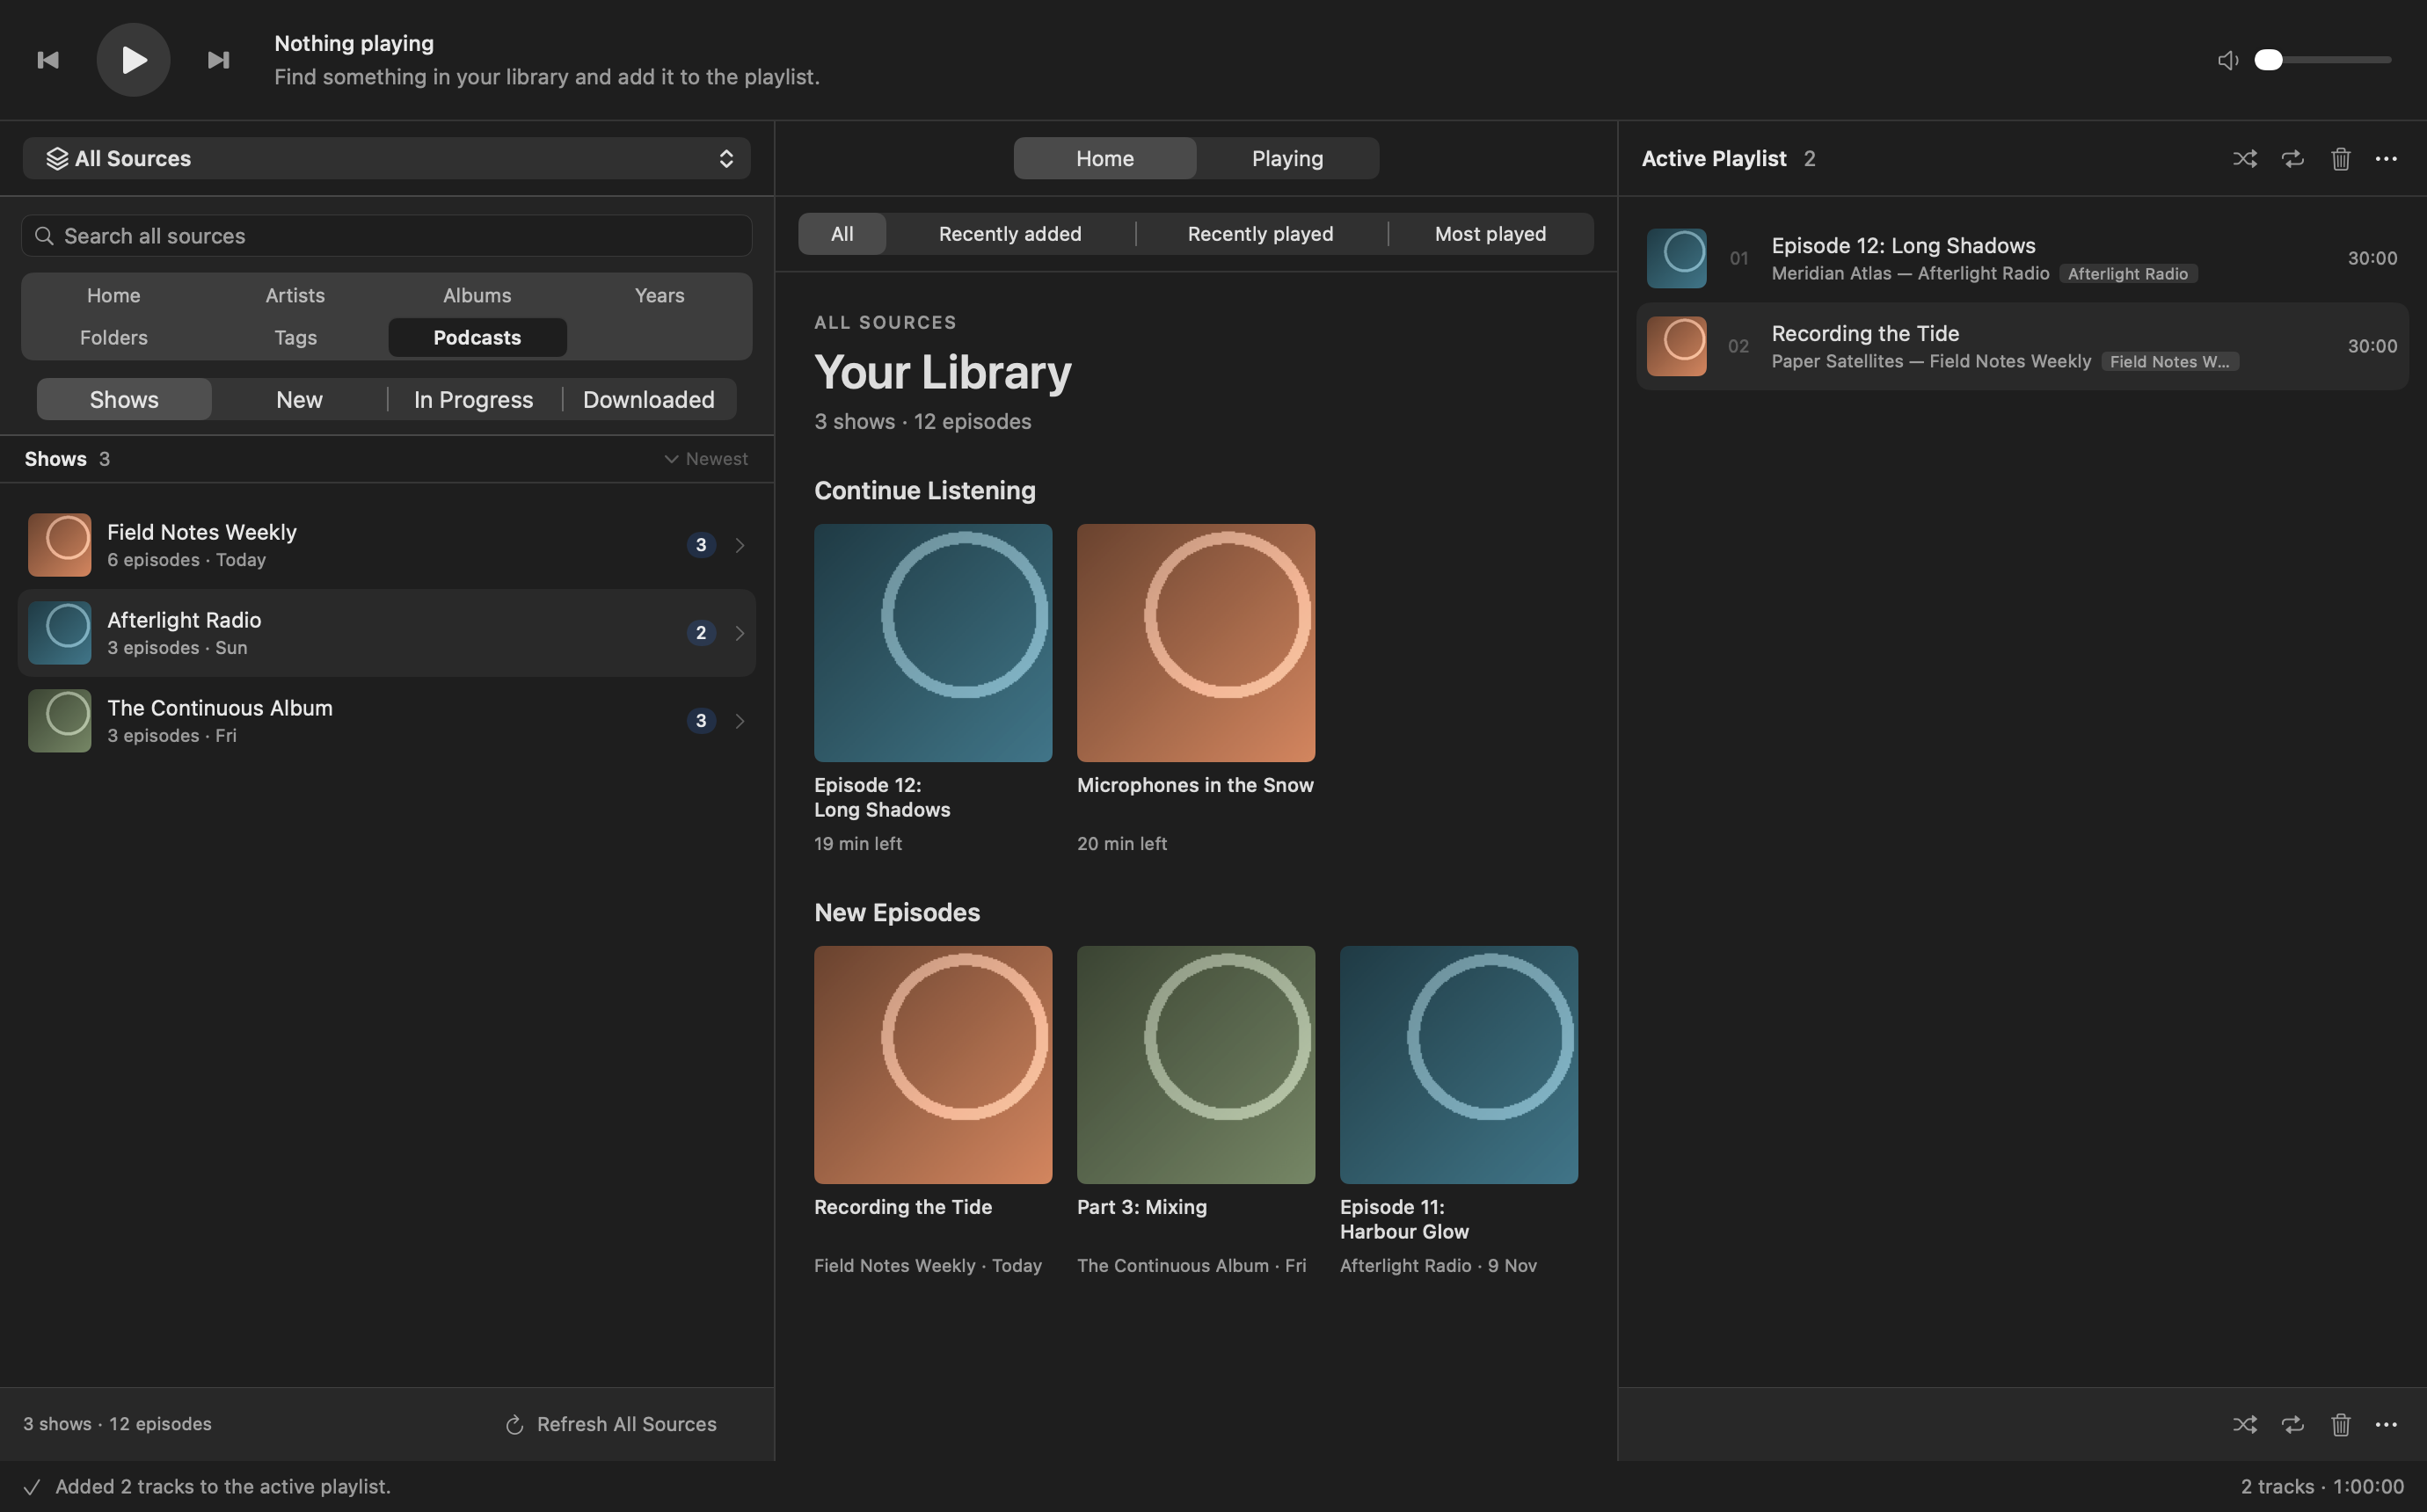 Nothing playing
Find something in your library and add it to the playlist.
All Sources
Search all sources
Home Artists Albums Years
Folders Tags Podcasts
Shows New In Progress Downloaded
Shows 3 Newest
Field Notes Weekly
6 episodes · Today
3
Afterlight Radio
3 episodes · Sun
2
The Continuous Album
3 episodes · Fri
3
3 shows · 12 episodes Refresh All Sources
Home Playing
All Recently added Recently played Most played
ALL SOURCES
Your Library
3 shows · 12 episodes
Continue Listening
Episode 12:
Long Shadows
19 min left
Microphones in the Snow
20 min left
New Episodes
Recording the Tide
Field Notes Weekly · Today
Part 3: Mixing
The Continuous Album · Fri
Episode 11:
Harbour Glow
Afterlight Radio · 9 Nov
Active Playlist 2
01 Episode 12: Long Shadows 30:00
Meridian Atlas — Afterlight Radio Afterlight Radio
02 Recording the Tide 30:00
Paper Satellites — Field Notes Weekly Field Notes W...
Added 2 tracks to the active playlist.
2 tracks · 1:00:00